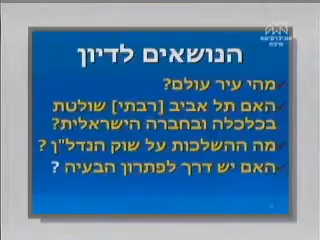 הנושאים לדיון
מהי עיר עולם?
האם תל אביב [רבתי] שולטת
בכלכלה ובחברה הישראלית?
מה ההשלכות על שוק הנדל"ן ?
האם יש דרך לפתרון הבעיה ?